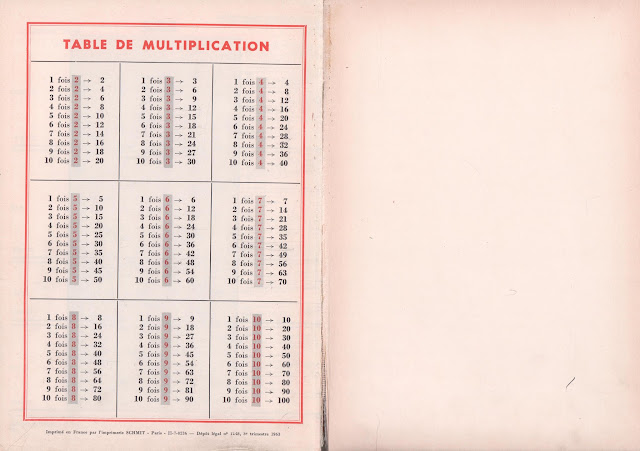 TABLE DE MULTIPLICATION
1 fois 2 → 2
2 fois 2 → 4
3 fois 2 → 6
4 fois 2 → 8
5 fois 2 → 10
6 fois 2 → 12
7 fois 2 → 14
8 fois 2 → 16
9 fois 2 → 18
10 fois 2 → 20
1 fois 3 → 3
2 fois 3 → 6
3 fois 3 → 9
4 fois 3 → 12
5 fois 3 → 15
6 fois 3 → 18
7 fois 3 → 21
8 fois 3 → 24
9 fois 3 → 27
10 fois 3 → 30
1 fois 4 → 4
2 fois 4 → 8
3 fois 4 → 12
4 fois 4 → 16
5 fois 4 → 20
6 fois 4 → 24
7 fois 4 → 28
8 fois 4 → 32
9 fois 4 → 36
10 fois 4 → 40
1 fois 5 → 5
2 fois 5 → 10
3 fois 5 → 15
4 fois 5 → 20
5 fois 5 → 25
6 fois 5 → 30
7 fois 5 → 35
8 fois 5 → 40
9 fois 5 → 45
10 fois 5 → 50
1 fois 6 → 6
2 fois 6 → 12
3 fois 6 → 18
4 fois 6 → 24
5 fois 6 → 30
6 fois 6 → 36
7 fois 6 → 42
8 fois 6 → 48
9 fois 6 → 54
10 fois 6 → 60
1 fois 7 → 7
2 fois 7 → 14
3 fois 7 → 21
4 fois 7 → 28
5 fois 7 → 35
6 fois 7 → 42
7 fois 7 → 49
8 fois 7 → 56
9 fois 7 → 63
10 fois 7 → 70
1 fois 8 → 8
2 fois 8 → 16
3 fois 8 → 24
4 fois 8 → 32
5 fois 8 → 40
6 fois 8 → 48
7 fois 8 → 56
8 fois 8 → 64
9 fois 8 → 72
10 fois 8 → 80
1 fois 9 → 9
2 fois 9 → 18
3 fois 9 → 27
4 fois 9 → 36
5 fois 9 → 45
6 fois 9 → 54
7 fois 9 → 63
8 fois 9 → 72
9 fois 9 → 81
10 fois 9 → 90
1 fois 10 → 10
2 fois 10 → 20
3 fois 10 → 30
4 fois 10 → 40
5 fois 10 → 50
6 fois 10 → 60
7 fois 10 → 70
8 fois 10 → 80
9 fois 10 → 90
10 fois 10 → 100
Imprimé en France par l'imprimerie SCHMIT - Paris - — Dépôt légal nº trimestre